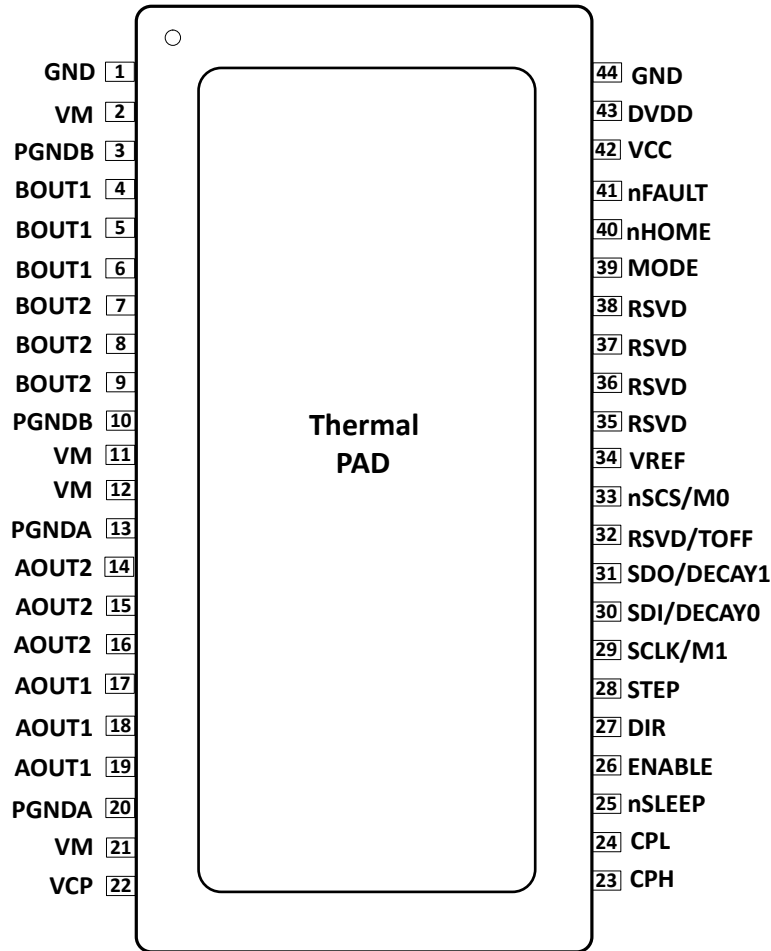 GND 1
VM 2
PGNDB 3
BOUT1 4
BOUT1 5
BOUT1 6
BOUT2 7
BOUT2 8
BOUT2 9
PGNDB 10
VM 11
VM 12
PGNDA 13
AOUT2 14
AOUT2 15
AOUT2 16
AOUT1 17
AOUT1 18
AOUT1 19
PGNDA 20
VM 21
VCP 22
Thermal
PAD
44 GND
43 DVDD
42 VCC
41 nFAULT
40 nHOME
39 MODE
38 RSVD
37 RSVD
36 RSVD
35 RSVD
34 VREF
33 nSCS/M0
32 RSVD/TOFF
31 SDO/DECAY1
30 SDI/DECAY0
29 SCLK/M1
28 STEP
27 DIR
26 ENABLE
25 nSLEEP
24 CPL
23 CPH